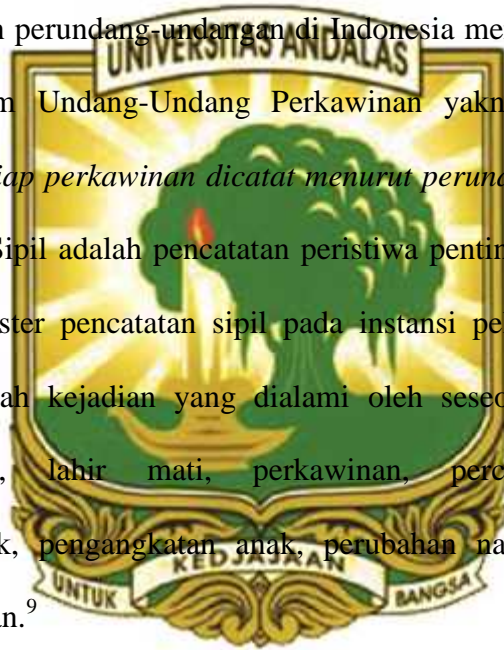 n perundang-undangan di Indonesia me
UNIVERSITAS ANDALAS
m Undang-Undang Perkawinan yakn
iap perkawinan dicatat menurut perund
Sipil adalah pencatatan peristiwa pentin
ister pencatatan sipil pada instansi pe
ah kejadian yang dialami oleh sese
, lahir mati, perkawinan, perc
k, pengangkatan anak, perubahan na
KEDJAJAAN
UNTUK BANGSA
an.⁹